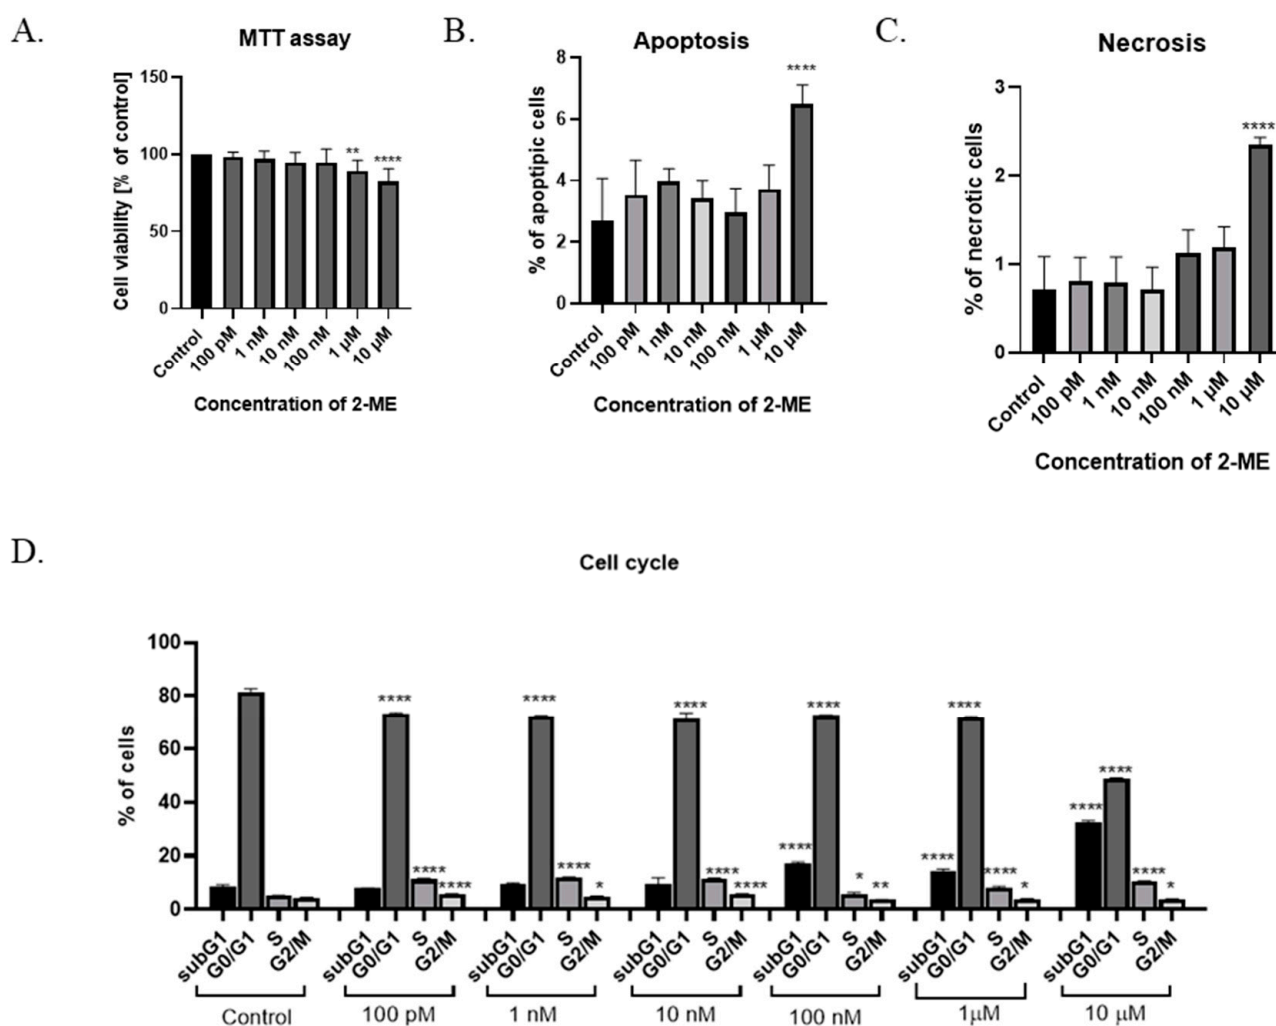 A.
MTT assay
Cell viability [% of control]
150
100
50
0
** ****
Control 100 pM 1 nM 10 nM 100 nM 1 µM 10 µM
Concentration of 2-ME
B.
Apoptosis
% of apoptipic cells
8
6
4
2
0
****
Control 100 pM 1 nM 10 nM 100 nM 1 µM 10 µM
Concentration of 2-ME
C.
Necrosis
% of necrotic cells
3
2
1
0
****
Control 100 pM 1 nM 10 nM 100 nM 1 µM 10 µM
Concentration of 2-ME
D.
Cell cycle
% of cells
100
80
60
40
20
0
**** **** ****
**** **** ****
**** **** *
**** **** ****
**** **** * **
**** **** **** *
**** **** **** *
subG1 G0/G1 S G2/M subG1 G0/G1 S G2/M subG1 G0/G1 S G2/M subG1 G0/G1 S G2/M subG1 G0/G1 S G2/M subG1 G0/G1 S G2/M subG1 G0/G1 S G2/M
Control 100 pM 1 nM 10 nM 100 nM 1µM 10 µM